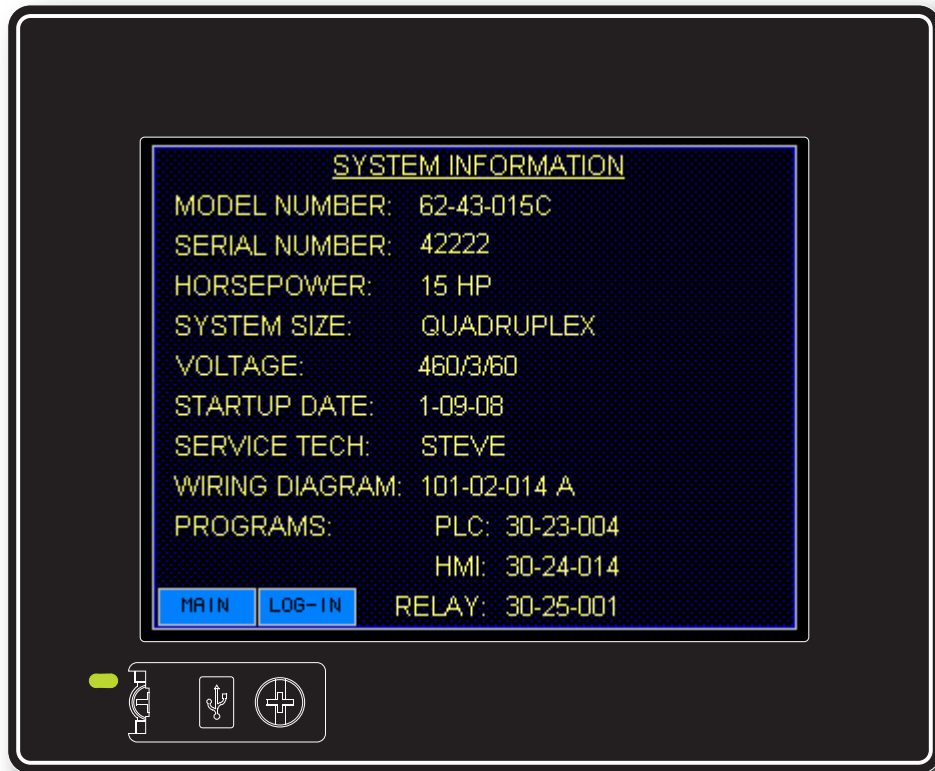 SYSTEM INFORMATION
MODEL NUMBER: 62-43-015C
SERIAL NUMBER: 42222
HORSEPOWER: 15 HP
SYSTEM SIZE: QUADRUPLEX
VOLTAGE: 460/3/60
STARTUP DATE: 1-09-08
SERVICE TECH: STEVE
WIRING DIAGRAM: 101-02-014 A
PROGRAMS: PLC: 30-23-004
HMI: 30-24-014
MAIN LOG-IN RELAY: 30-25-001